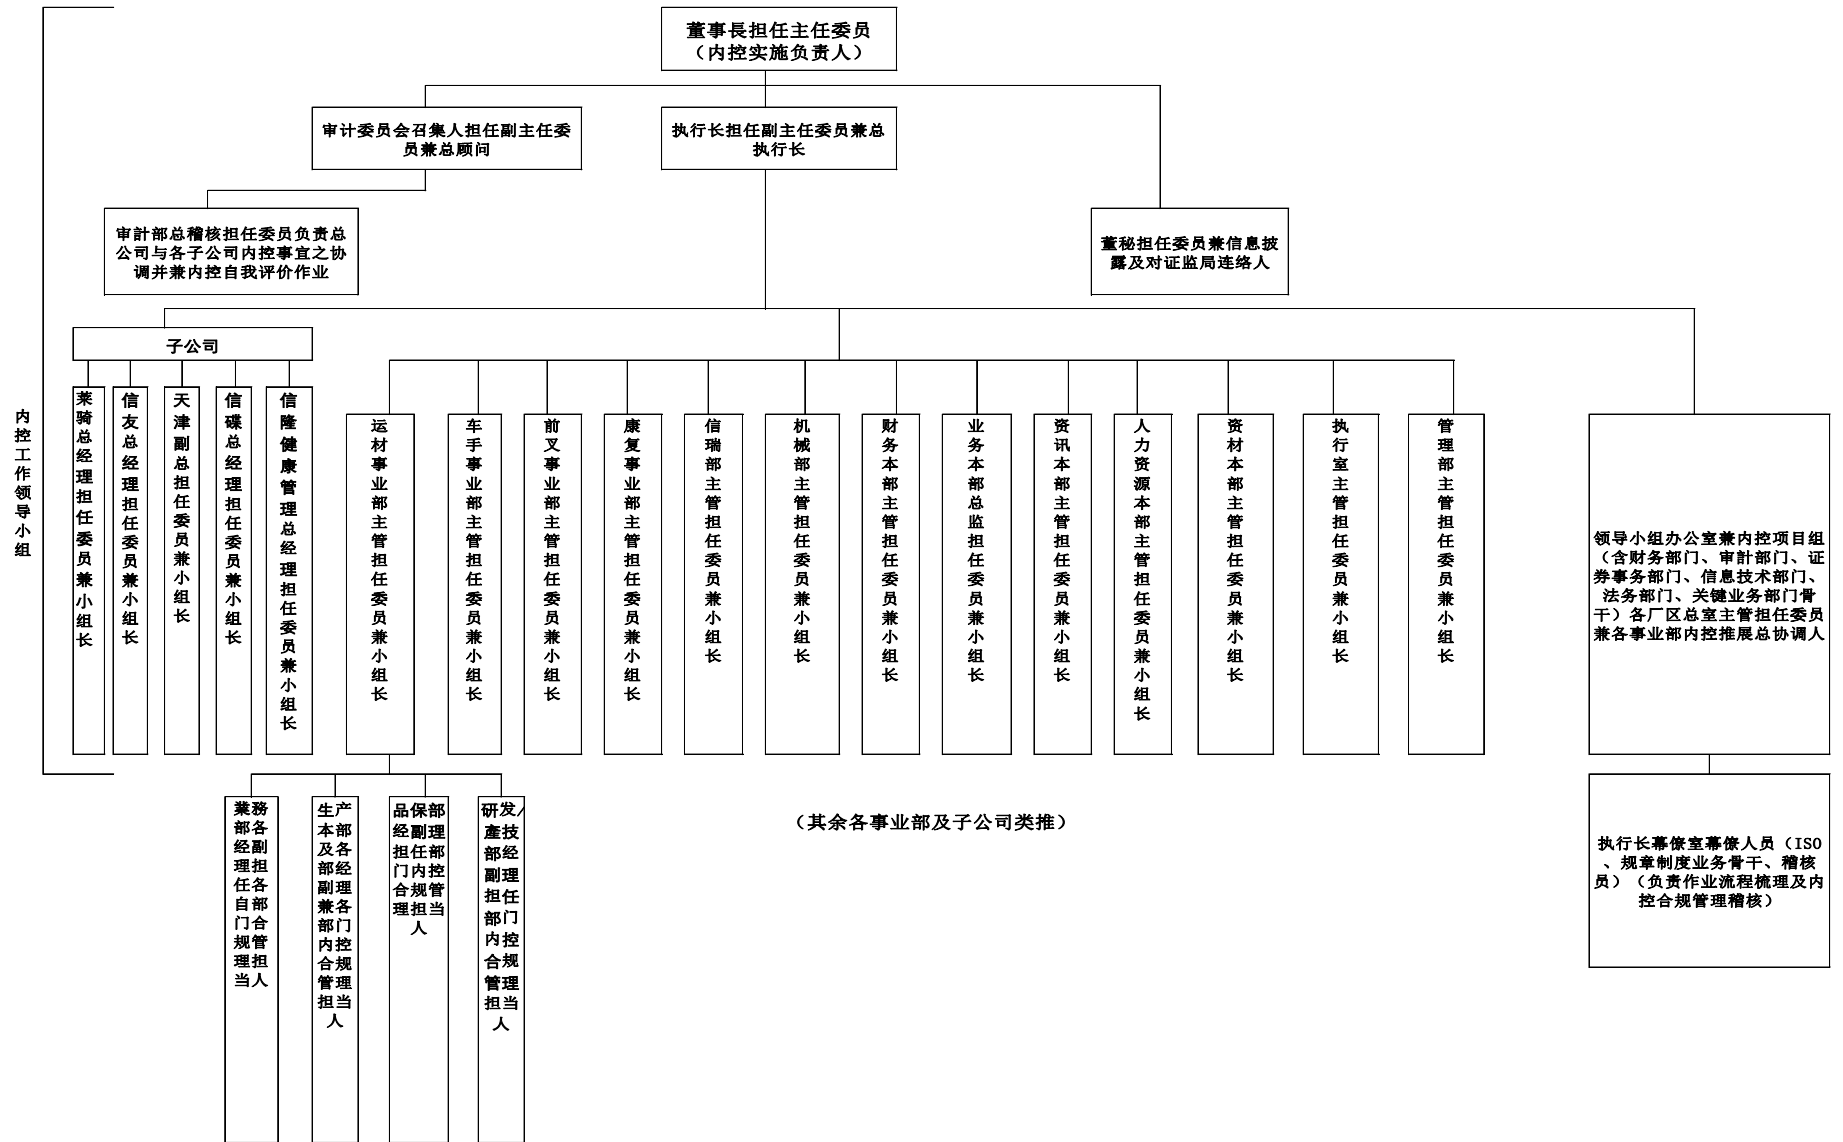 董事長担任主任委员
（内控实施负责人）
审计委员会召集人担任副主任委
员兼总顾问
执行长担任副主任委员兼总
执行长
审計部总稽核担任委员负责总
公司与各子公司内控事宜之协
调并兼内控自我评价作业
董秘担任委员兼信息披
露及对证监局连络人
内控工作领导小组
子公司
莱骑总经理担任委员兼小组长
信友总经理担任委员兼小组长
天津副总担任委员兼小组长
信碟总经理担任委员兼小组长
信隆健康管理总经理担任委员兼小组长
运材事业部主管担任委员兼小组长
车手事业部主管担任委员兼小组长
前叉事业部主管担任委员兼小组长
康复事业部主管担任委员兼小组长
信瑞部主管担任委员兼小组长
机械部主管担任委员兼小组长
财务本部主管担任委员兼小组长
业务本部总监担任委员兼小组长
资讯本部主管担任委员兼小组长
人力资源本部主管担任委员兼小组长
资材本部主管担任委员兼小组长
执行室主管担任委员兼小组长
管理部主管担任委员兼小组长
领导小组办公室兼内控项目组
（含财务部门、审計部门、证
券事务部门、信息技术部门、
法务部门、关键业务部门骨
干）各厂区总室主管担任委员
兼各事业部内控推展总协调人
業務
部各
经副
理担
任各
自部
门合
规管
理担
当人
生产
本部
及各
部经
副理
兼各
部门
内控
合规
管理
担当
人
品保部
经副理
担任部
门内控
合规管
理担当
人
研发/
產技
部经
副理
担任
部门
内控
合规
管理
担当
人
（其余各事业部及子公司类推）
执行长幕僚室幕僚人员（ISO
、规章制度业务骨干、稽核
员）（负责作业流程梳理及内
控合规管理稽核）